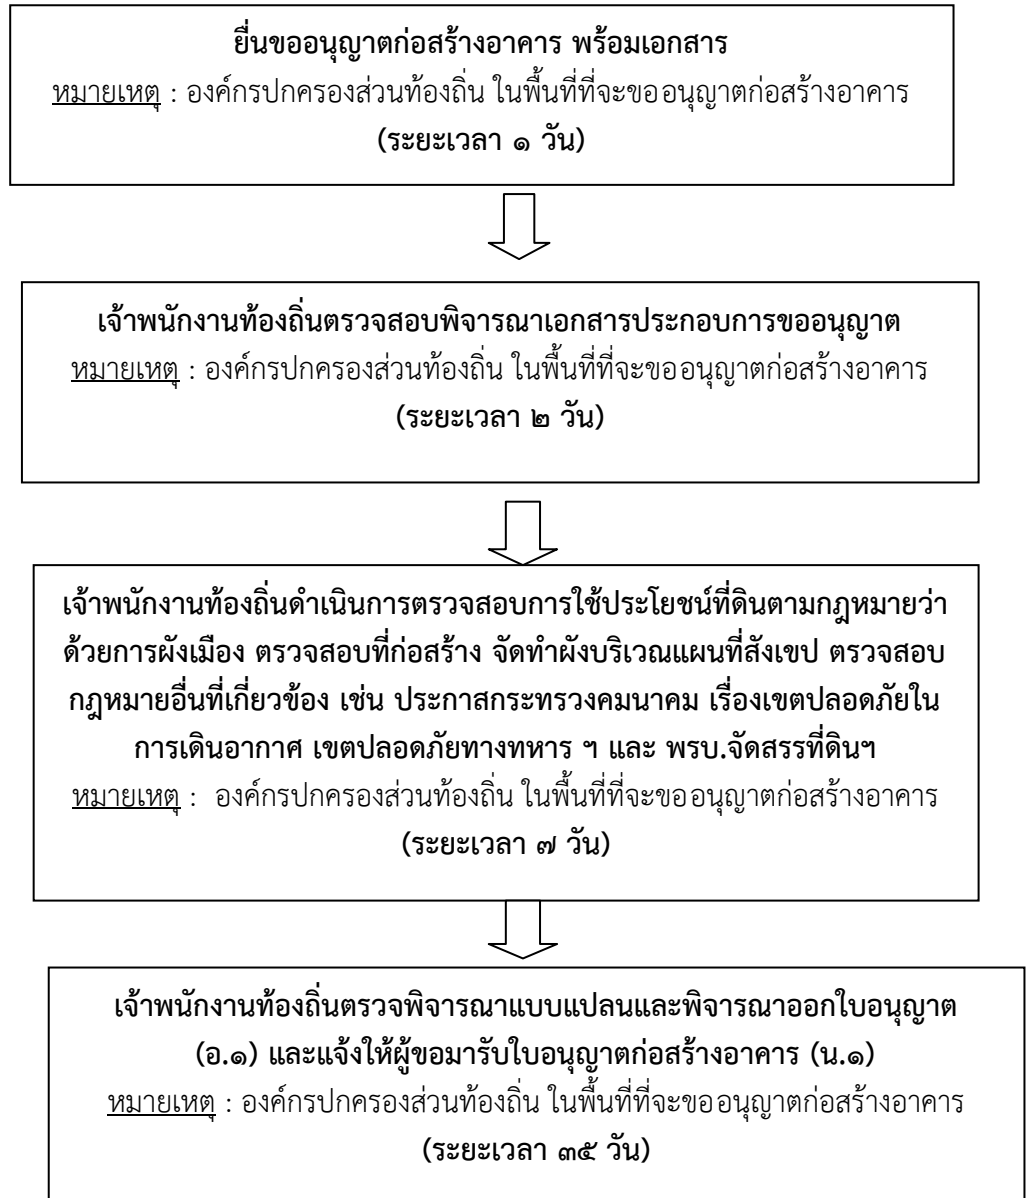 ยื่นขออนุญาตก่อสร้างอาคาร พร้อมเอกสาร
หมายเหตุ : องค์กรปกครองส่วนท้องถิ่น ในพื้นที่ที่จะขออนุญาตก่อสร้างอาคาร
(ระยะเวลา ๑ วัน)
เจ้าพนักงานท้องถิ่นตรวจสอบพิจารณาเอกสารประกอบการขออนุญาต
หมายเหตุ : องค์กรปกครองส่วนท้องถิ่น ในพื้นที่ที่จะขออนุญาตก่อสร้างอาคาร
(ระยะเวลา ๒ วัน)
เจ้าพนักงานท้องถิ่นดำเนินการตรวจสอบการใช้ประโยชน์ที่ดินตามกฎหมายว่า
ด้วยการผังเมือง ตรวจสอบที่ก่อสร้าง จัดทำผังบริเวณแผนที่สังเขป ตรวจสอบ
กฎหมายอื่นที่เกี่ยวข้อง เช่น ประกาศกระทรวงคมนาคม เรื่องเขตปลอดภัยใน
การเดินอากาศ เขตปลอดภัยทางทหาร ฯ และ พรบ.จัดสรรที่ดินฯ
หมายเหตุ : องค์กรปกครองส่วนท้องถิ่น ในพื้นที่ที่จะขออนุญาตก่อสร้างอาคาร
(ระยะเวลา ๗ วัน)
เจ้าพนักงานท้องถิ่นตรวจพิจารณาแบบแปลนและพิจารณาออกใบอนุญาต
(อ.๑) และแจ้งให้ผู้ขอมารับใบอนุญาตก่อสร้างอาคาร (น.๑)
หมายเหตุ : องค์กรปกครองส่วนท้องถิ่น ในพื้นที่ที่จะขออนุญาตก่อสร้างอาคาร
(ระยะเวลา ๓๕ วัน)